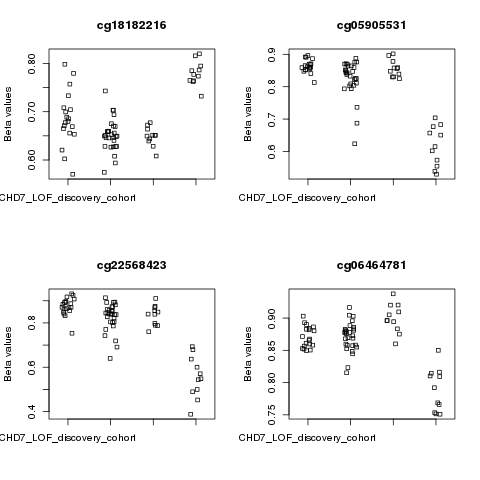 cg18182216
cg05905531
Beta values
0.80
0.70
0.60
CHD7_LOF_discovery_cohort
Beta values
0.9
0.8
0.7
0.6
CHD7_LOF_discovery_cohort
cg22568423
cg06464781
Beta values
0.8
0.6
0.4
CHD7_LOF_discovery_cohort
Beta values
0.90
0.85
0.80
0.75
CHD7_LOF_discovery_cohort